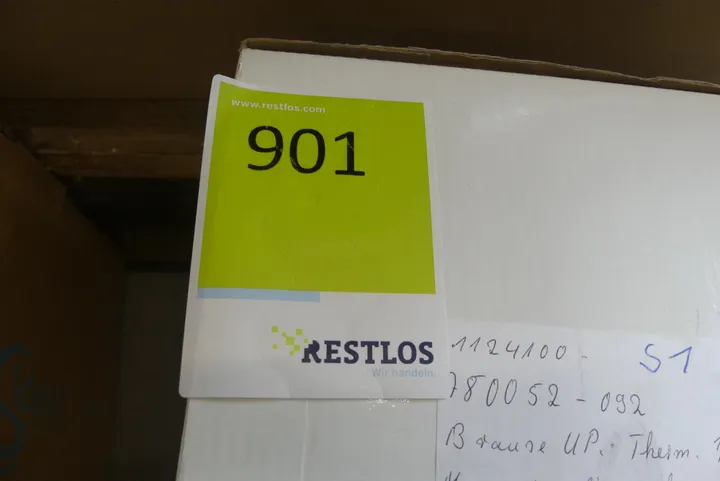 www.restlos.com
901
RESTLOS
Wir handeln.
1124100 - S1
780052 - 092
Brause UP. Therm.